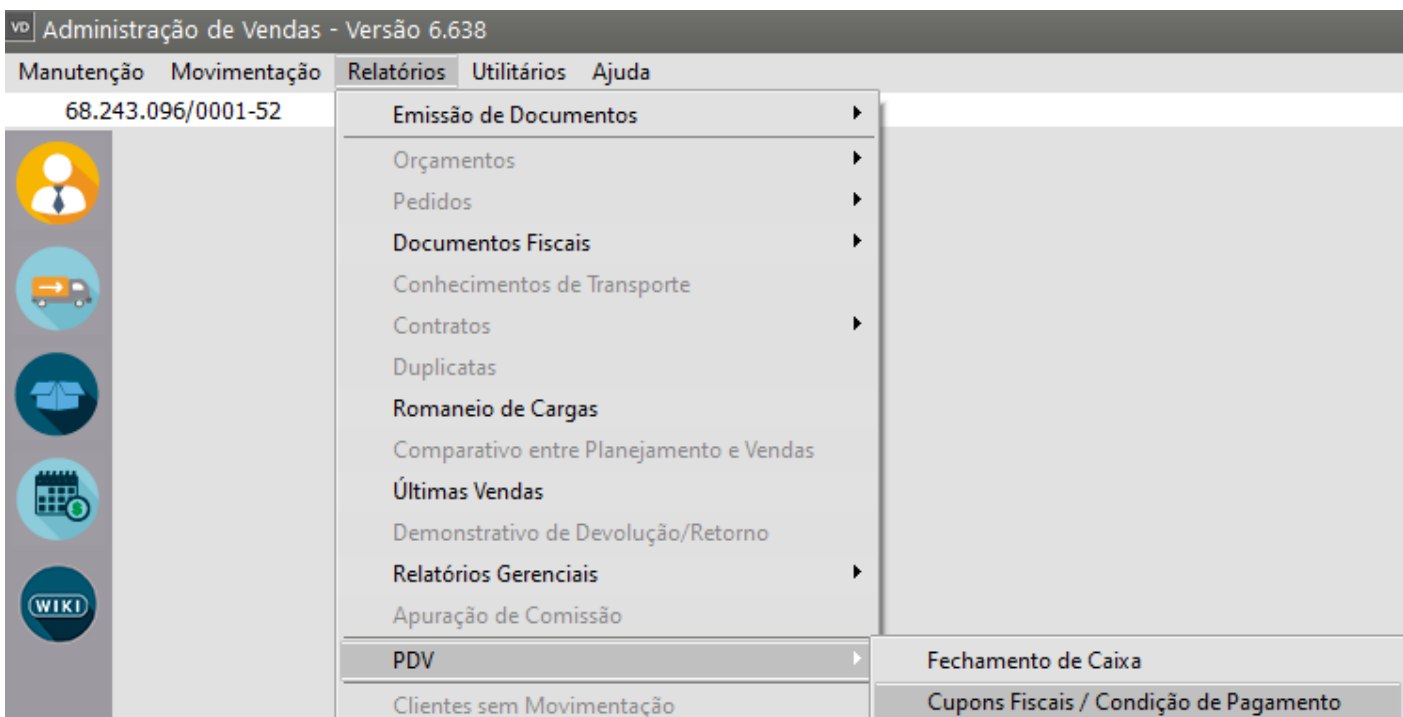 VD Administração de Vendas - Versão 6.638
Manutenção Movimentação Relatórios Utilitários Ajuda
68.243.096/0001-52
Emissão de Documentos
Orçamentos
Pedidos
Documentos Fiscais
Conhecimentos de Transporte
Contratos
Duplicatas
Romaneio de Cargas
Comparativo entre Planejamento e Vendas
Últimas Vendas
Demonstrativo de Devolução/Retorno
Relatórios Gerenciais
WIKI
Apuração de Comissão
PDV
Fechamento de Caixa
Clientes sem Movimentação
Cupons Fiscais / Condição de Pagamento